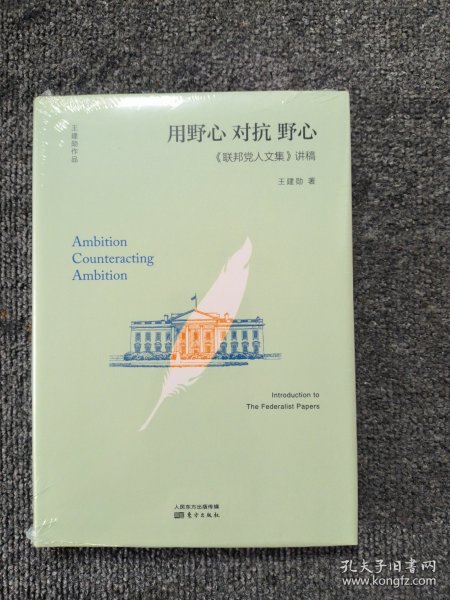 王建勋作品
用野心 对抗 野心
《联邦党人文集》讲稿
王建勋 著
Ambition
Counteracting
Ambition
Introduction to
The Federalist Papers
人民东方出版传媒
东方出版社
孔夫子旧书网
www.kongfz.com